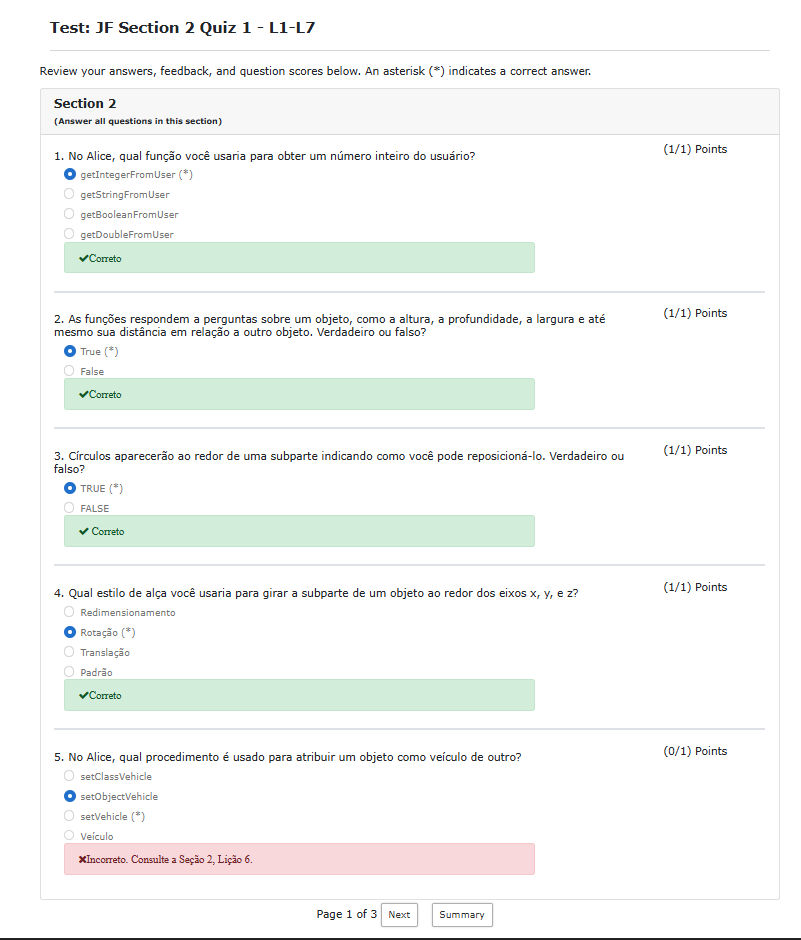 Test: JF Section 2 Quiz 1 - L1-L7
Review your answers, feedback, and question scores below. An asterisk (*) indicates a correct answer.
Section 2
(Answer all questions in this section)
1. No Alice, qual função você usaria para obter um número inteiro do usuário?
(1/1) Points
getIntegerFromUser (*)
getStringFromUser
getBooleanFromUser
getDoubleFromUser
✔Correto
2. As funções respondem a perguntas sobre um objeto, como a altura, a profundidade, a largura e até
mesmo sua distância em relação a outro objeto. Verdadeiro ou falso?
(1/1) Points
True (*)
False
✔Correto
3. Círculos aparecerão ao redor de uma subparte indicando como você pode reposicioná-lo. Verdadeiro ou
falso?
(1/1) Points
TRUE (*)
FALSE
✔ Correto
4. Qual estilo de alça você usaria para girar a subparte de um objeto ao redor dos eixos x, y, e z?
(1/1) Points
Redimensionamento
Rotação (*)
Translação
Padrão
✔Correto
5. No Alice, qual procedimento é usado para atribuir um objeto como veículo de outro?
(0/1) Points
setClassVehicle
setObjectVehicle
setVehicle (*)
Veículo
✖Incorreto. Consulte a Seção 2, Lição 6.
Page 1 of 3 Next Summary